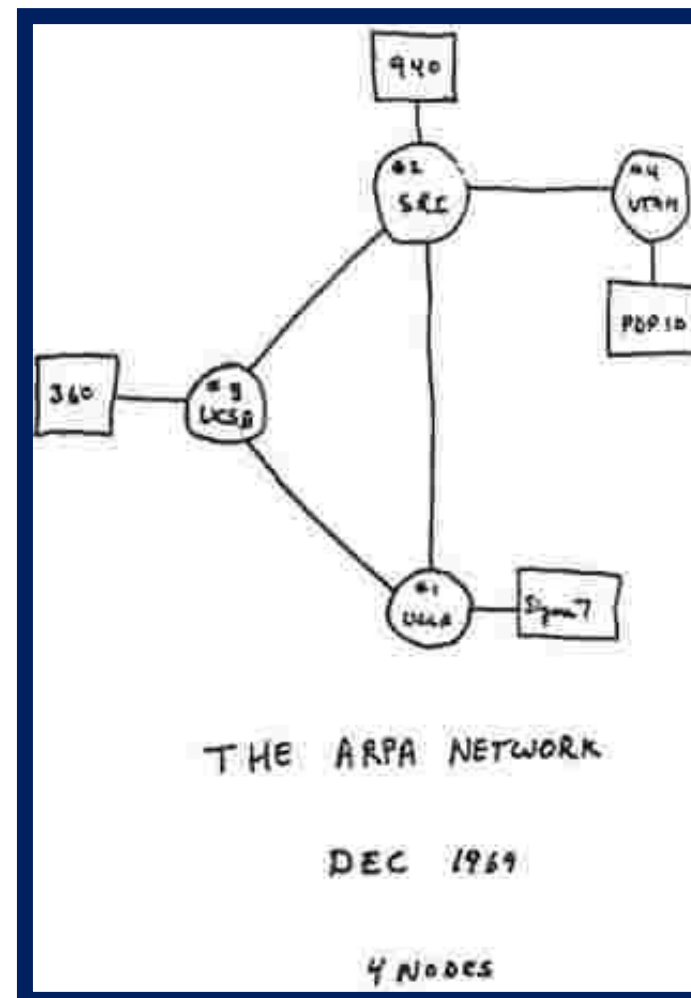 940
#2
SRI
#4
UTAH
PDP 10
360
#3
UCSB
#1
UCLA
Sigma 7
THE ARPA NETWORK
DEC 1969
4 NODES